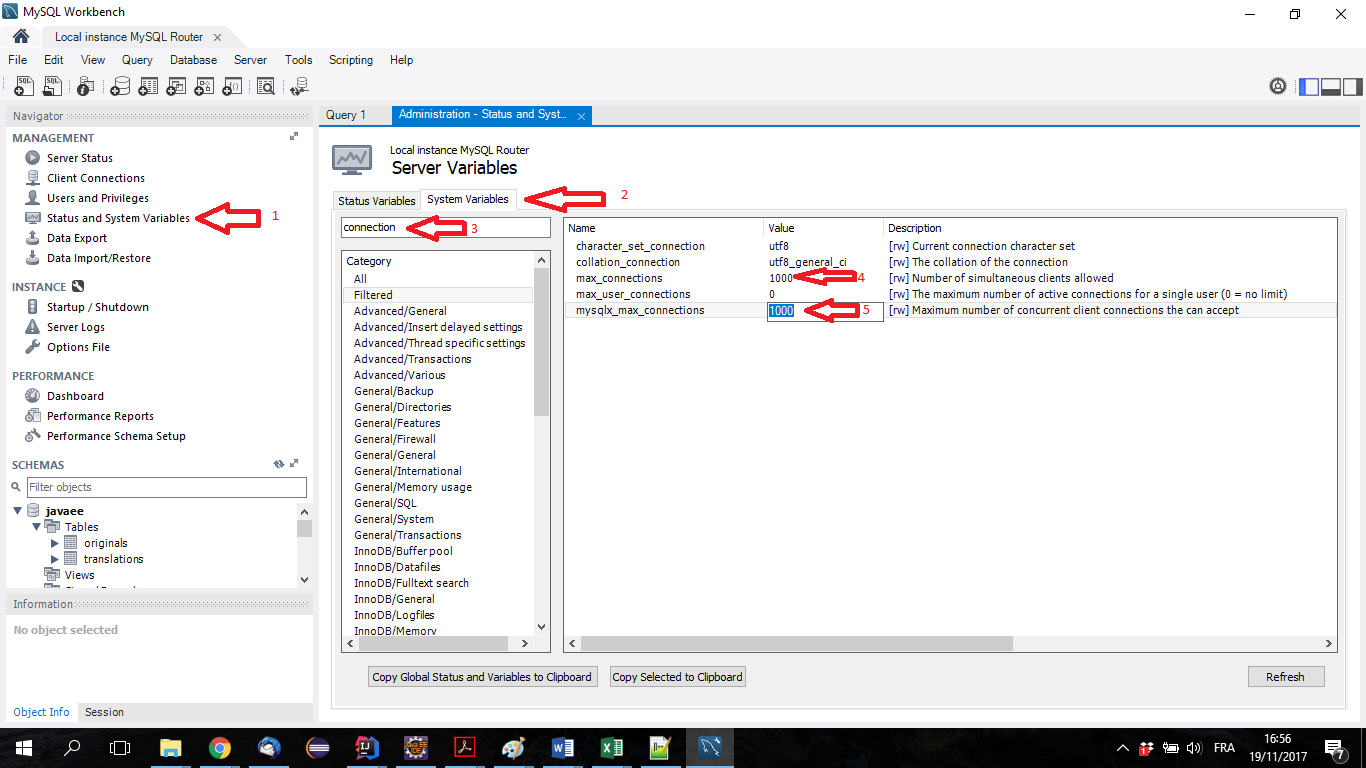 MySQL Workbench
Local instance MySQL Router
File Edit View Query Database Server Tools Scripting Help
Navigator
MANAGEMENT
Server Status
Client Connections
Users and Privileges
Status and System Variables
1
Data Export
Data Import/Restore
INSTANCE
Startup / Shutdown
Server Logs
Options File
PERFORMANCE
Dashboard
Performance Reports
Performance Schema Setup
SCHEMAS
Filter objects
javaee
Tables
originals
translations
Views
Information
No object selected
Object Info Session
Query 1 Administration - Status and Syst...
Local instance MySQL Router
Server Variables
Status Variables System Variables 2
connection 3
Category
All
Filtered
Advanced/General
Advanced/Insert delayed settings
Advanced/Thread specific settings
Advanced/Transactions
Advanced/Various
General/Backup
General/Directories
General/Features
General/Firewall
General/General
General/International
General/Memory usage
General/SQL
General/System
General/Transactions
InnoDB/Buffer pool
InnoDB/Datafiles
InnoDB/Fulltext search
InnoDB/General
InnoDB/Logfiles
InnoDB/Memory
Name Value Description
character_set_connection utf8 [rw] Current connection character set
collation_connection utf8_general_ci [rw] The collation of the connection
max_connections 1000 4 [rw] Number of simultaneous clients allowed
max_user_connections 0 [rw] The maximum number of active connections for a single user (0 = no limit)
mysqlx_max_connections 1000 5 [rw] Maximum number of concurrent client connections the can accept
Copy Global Status and Variables to Clipboard Copy Selected to Clipboard Refresh
FRA 16:56
19/11/2017
7